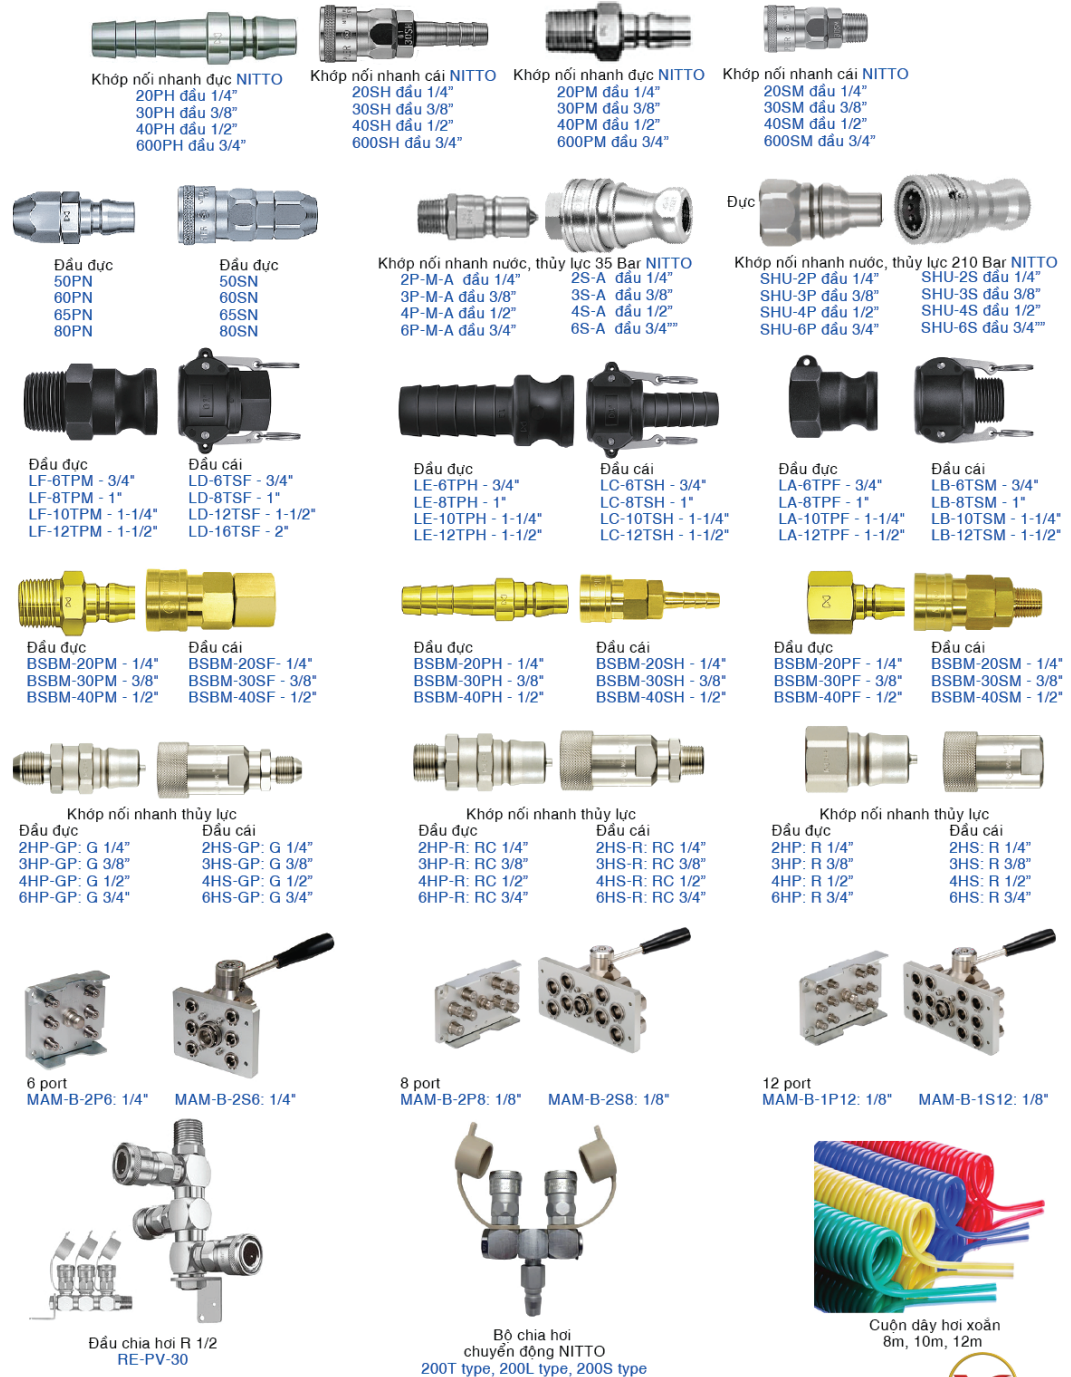 Khớp nối nhanh đực NITTO
20PH đầu 1/4”
30PH đầu 3/8”
40PH đầu 1/2”
600PH đầu 3/4”
Khớp nối nhanh cái NITTO
20SH đầu 1/4”
30SH đầu 3/8”
40SH đầu 1/2”
600SH đầu 3/4”
Khớp nối nhanh đực NITTO
20PM đầu 1/4”
30PM đầu 3/8”
40PM đầu 1/2”
600PM đầu 3/4”
Khớp nối nhanh cái NITTO
20SM đầu 1/4”
30SM đầu 3/8”
40SM đầu 1/2”
600SM đầu 3/4”
Đầu đực
50PN
60PN
65PN
80PN
Đầu đực
50SN
60SN
65SN
80SN
Khớp nối nhanh nước, thủy lực 35 Bar NITTO
2P-M-A đầu 1/4”
3P-M-A đầu 3/8”
4P-M-A đầu 1/2”
6P-M-A đầu 3/4”
2S-A đầu 1/4”
3S-A đầu 3/8”
4S-A đầu 1/2”
6S-A đầu 3/4””
Đực
Khớp nối nhanh nước, thủy lực 210 Bar NITTO
SHU-2P đầu 1/4”
SHU-3P đầu 3/8”
SHU-4P đầu 1/2”
SHU-6P đầu 3/4”
SHU-2S đầu 1/4”
SHU-3S đầu 3/8”
SHU-4S đầu 1/2”
SHU-6S đầu 3/4””
Đầu đực
LF-6TPM - 3/4"
LF-8TPM - 1"
LF-10TPM - 1-1/4"
LF-12TPM - 1-1/2"
Đầu cái
LD-6TSF - 3/4"
LD-8TSF - 1"
LD-12TSF - 1-1/2"
LD-16TSF - 2"
Đầu đực
LE-6TPH - 3/4"
LE-8TPH - 1"
LE-10TPH - 1-1/4"
LE-12TPH - 1-1/2"
Đầu cái
LC-6TSH - 3/4"
LC-8TSH - 1"
LC-10TSH - 1-1/4"
LC-12TSH - 1-1/2"
Đầu đực
LA-6TPF - 3/4"
LA-8TPF - 1"
LA-10TPF - 1-1/4"
LA-12TPF - 1-1/2"
Đầu cái
LB-6TSM - 3/4"
LB-8TSM - 1"
LB-10TSM - 1-1/4"
LB-12TSM - 1-1/2"
Đầu đực
BSBM-20PM - 1/4"
BSBM-30PM - 3/8"
BSBM-40PM - 1/2"
Đầu cái
BSBM-20SF- 1/4"
BSBM-30SF - 3/8"
BSBM-40SF - 1/2"
Đầu đực
BSBM-20PH - 1/4"
BSBM-30PH - 3/8"
BSBM-40PH - 1/2"
Đầu cái
BSBM-20SH - 1/4"
BSBM-30SH - 3/8"
BSBM-40SH - 1/2"
Đầu đực
BSBM-20PF - 1/4"
BSBM-30PF - 3/8"
BSBM-40PF - 1/2"
Đầu cái
BSBM-20SM - 1/4"
BSBM-30SM - 3/8"
BSBM-40SM - 1/2"
Khớp nối nhanh thủy lực
Đầu đực
2HP-GP: G 1/4”
3HP-GP: G 3/8”
4HP-GP: G 1/2”
6HP-GP: G 3/4"
Đầu cái
2HS-GP: G 1/4”
3HS-GP: G 3/8”
4HS-GP: G 1/2”
6HS-GP: G 3/4”
Khớp nối nhanh thủy lực
Đầu đực
2HP-R: RC 1/4”
3HP-R: RC 3/8”
4HP-R: RC 1/2”
6HP-R: RC 3/4”
Đầu cái
2HS-R: RC 1/4”
3HS-R: RC 3/8”
4HS-R: RC 1/2”
6HS-R: RC 3/4”
Khớp nối nhanh thủy lực
Đầu đực
2HP: R 1/4”
3HP: R 3/8”
4HP: R 1/2”
6HP: R 3/4”
Đầu cái
2HS: R 1/4”
3HS: R 3/8”
4HS: R 1/2”
6HS: R 3/4”
6 port
MAM-B-2P6: 1/4" MAM-B-2S6: 1/4"
8 port
MAM-B-2P8: 1/8" MAM-B-2S8: 1/8"
12 port
MAM-B-1P12: 1/8" MAM-B-1S12: 1/8"
Đầu chia hơi R 1/2
RE-PV-30
Bộ chia hơi
chuyển động NITTO
200T type, 200L type, 200S type
Cuộn dây hơi xoắn
8m, 10m, 12m